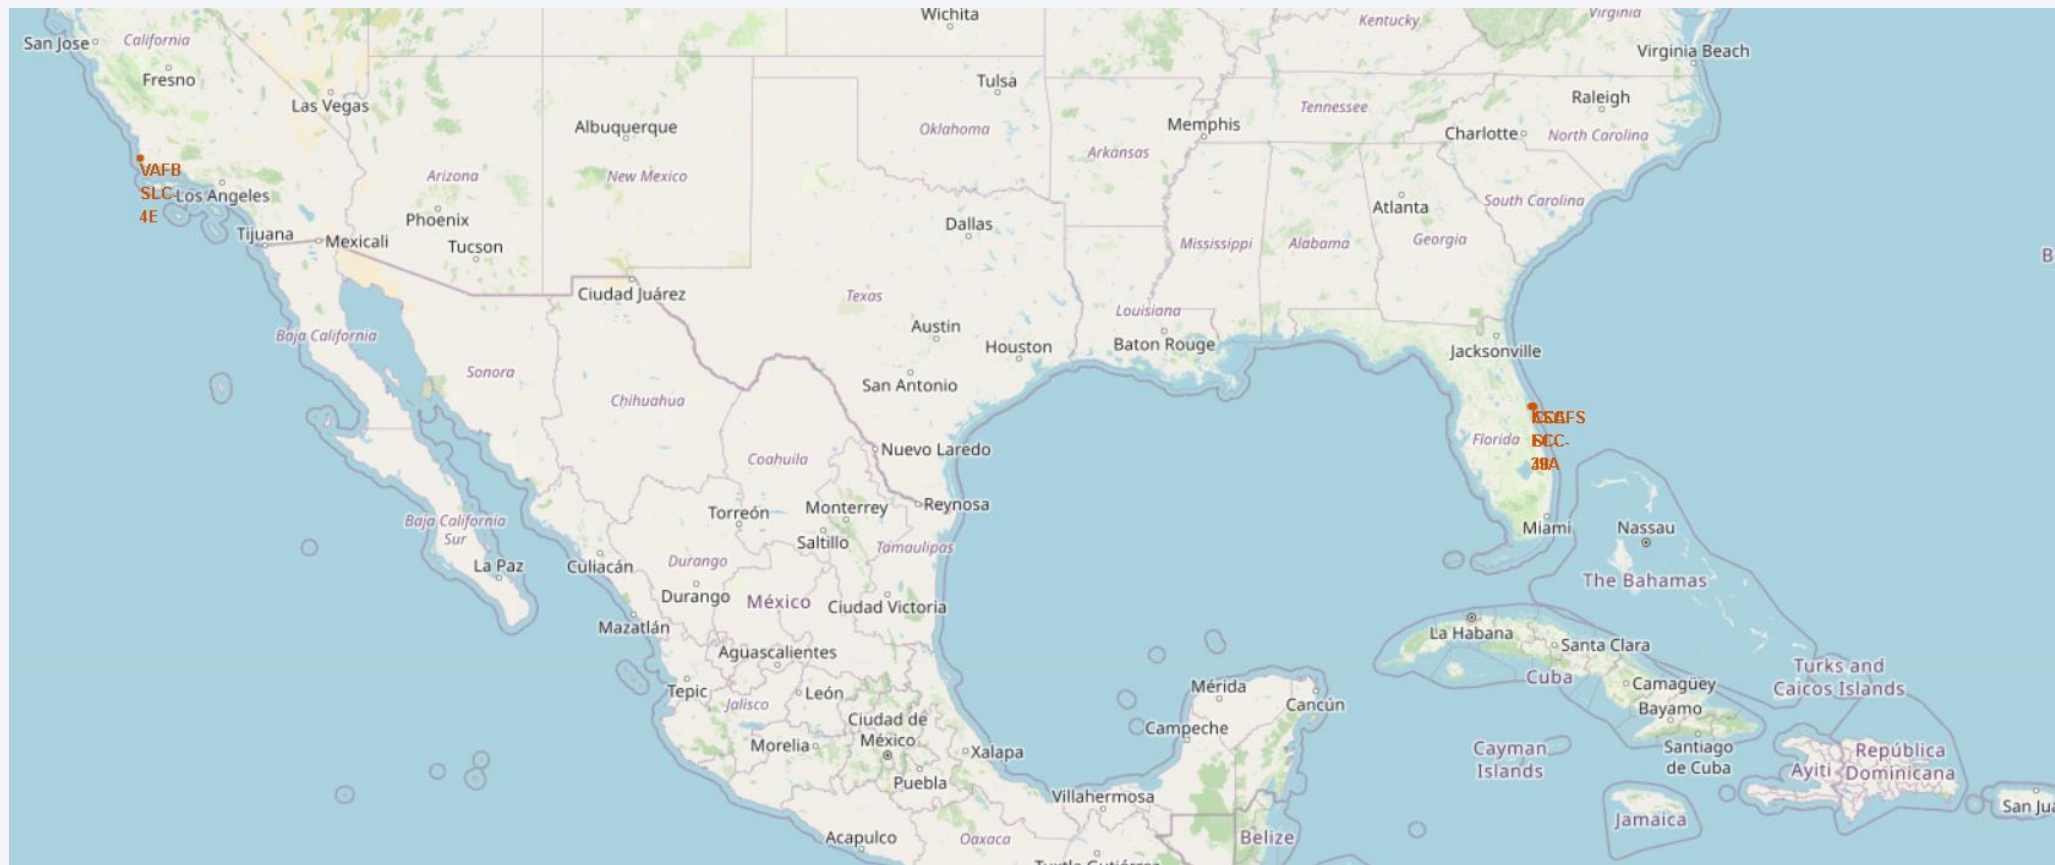 Wichita
Kentucky
Virginia
San Jose
California
Virginia Beach
Fresno
Tulsa
Las Vegas
Raleigh
Tennessee
Albuquerque
Memphis
Oklahoma
Charlotte
North Carolina
Arkansas
VAFB
SLC-
4E
Los Angeles
Arizona
New Mexico
South Carolina
Atlanta
Phoenix
Dallas
Tijuana
Mexicali
Tucson
Mississippi
Alabama
Georgia
B
Ciudad Juárez
Texas
Louisiana
Austin
Baja California
Houston
Baton Rouge
Jacksonville
Sonora
San Antonio
Chihuahua
Florida
Nuevo Laredo
Coahuila
Reynosa
Torreón
Monterrey
Baja California
Sur
Saltillo
Tamaulipas
Miami
Nassau
La Paz
Culiacán
Durango
The Bahamas
Durango
México
Ciudad Victoria
Mazatlán
La Habana
Santa Clara
Aguascalientes
Turks and
Caicos Islands
Cuba
Camagüey
Tepic
León
Mérida
Jalisco
Cancún
Bayamo
Ciudad de
México
Campeche
Morelia
Xalapa
Cayman
Islands
Santiago
de Cuba
República
Dominicana
Ayiti
Puebla
Villahermosa
San Jua
Jamaica
Acapulco
Oaxaca
Belize
Tuxtla Gutiérrez